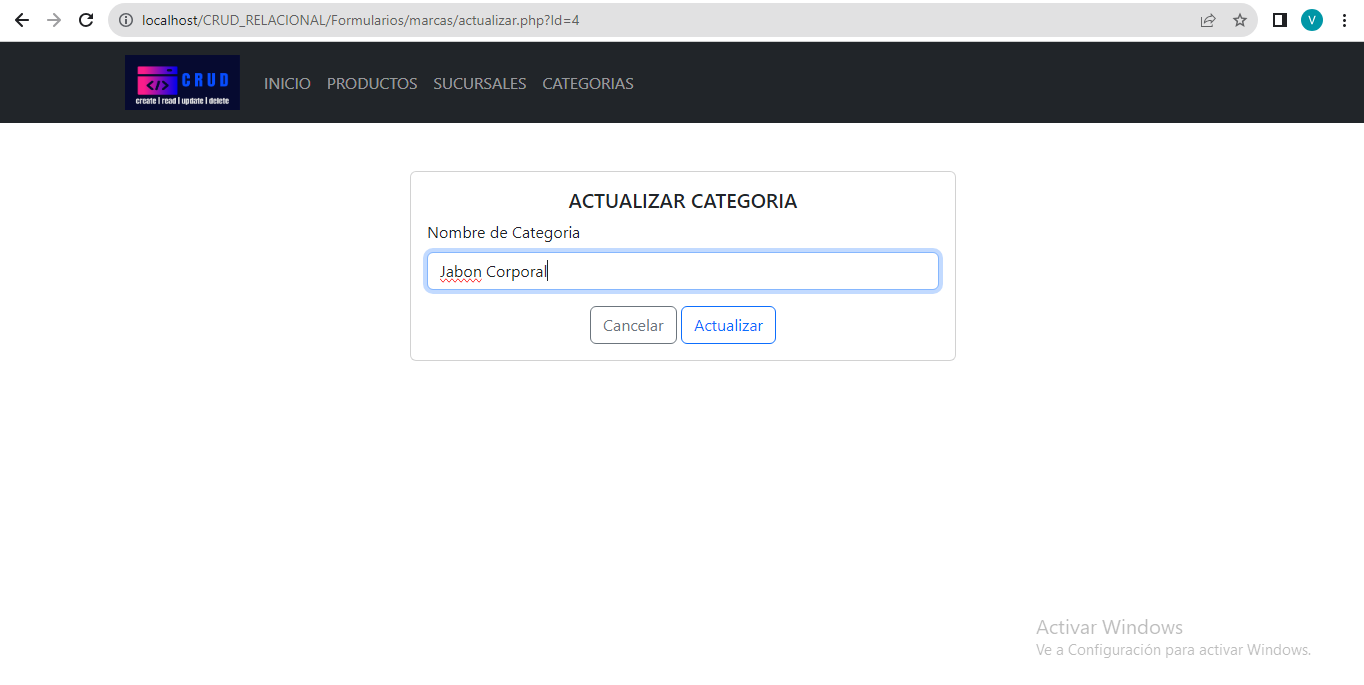 localhost/CRUD_RELACIONAL/Formularios/marcas/actualizar.php?Id=4
V
</> CRUD
create | read | update | delete
INICIO PRODUCTOS SUCURSALES CATEGORIAS
ACTUALIZAR CATEGORIA
Nombre de Categoria
Jabon Corporal
Cancelar Actualizar
Activar Windows
Ve a Configuración para activar Windows.